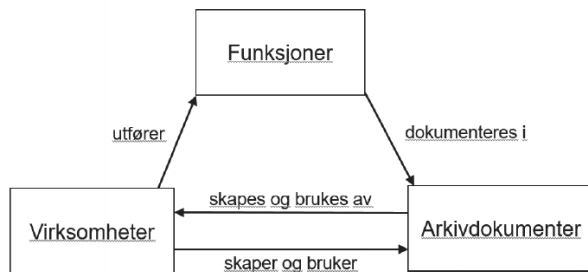 Funksjoner
utfører
dokumenteres i
skapes og brukes av
Virksomheter
Arkivdokumenter
skaper og bruker